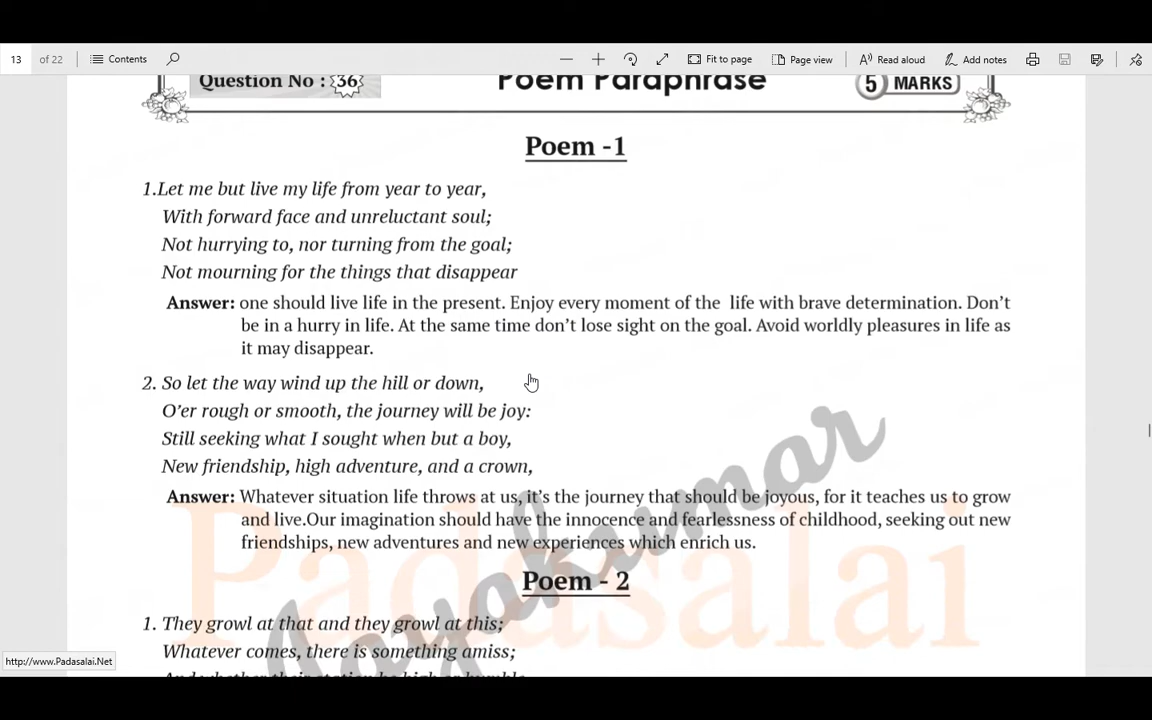 13 of 22 Contents Fit to page Page view Read aloud Add notes
Question No : 36 Poem Paraphrase 5 MARKS
Poem -1
1.Let me but live my life from year to year,
With forward face and unreluctant soul;
Not hurrying to, nor turning from the goal;
Not mourning for the things that disappear
Answer: one should live life in the present. Enjoy every moment of the life with brave determination. Don't
be in a hurry in life. At the same time don't lose sight on the goal. Avoid worldly pleasures in life as
it may disappear.
2. So let the way wind up the hill or down,
O'er rough or smooth, the journey will be joy:
Still seeking what I sought when but a boy,
New friendship, high adventure, and a crown,
Answer: Whatever situation life throws at us, it's the journey that should be joyous, for it teaches us to grow
and live.Our imagination should have the innocence and fearlessness of childhood, seeking out new
friendships, new adventures and new experiences which enrich us.
Padasalai
Jayakumar
Poem - 2
1. They growl at that and they growl at this;
Whatever comes, there is something amiss;
And whether their station be high or humble
http://www.Padasalai.Net